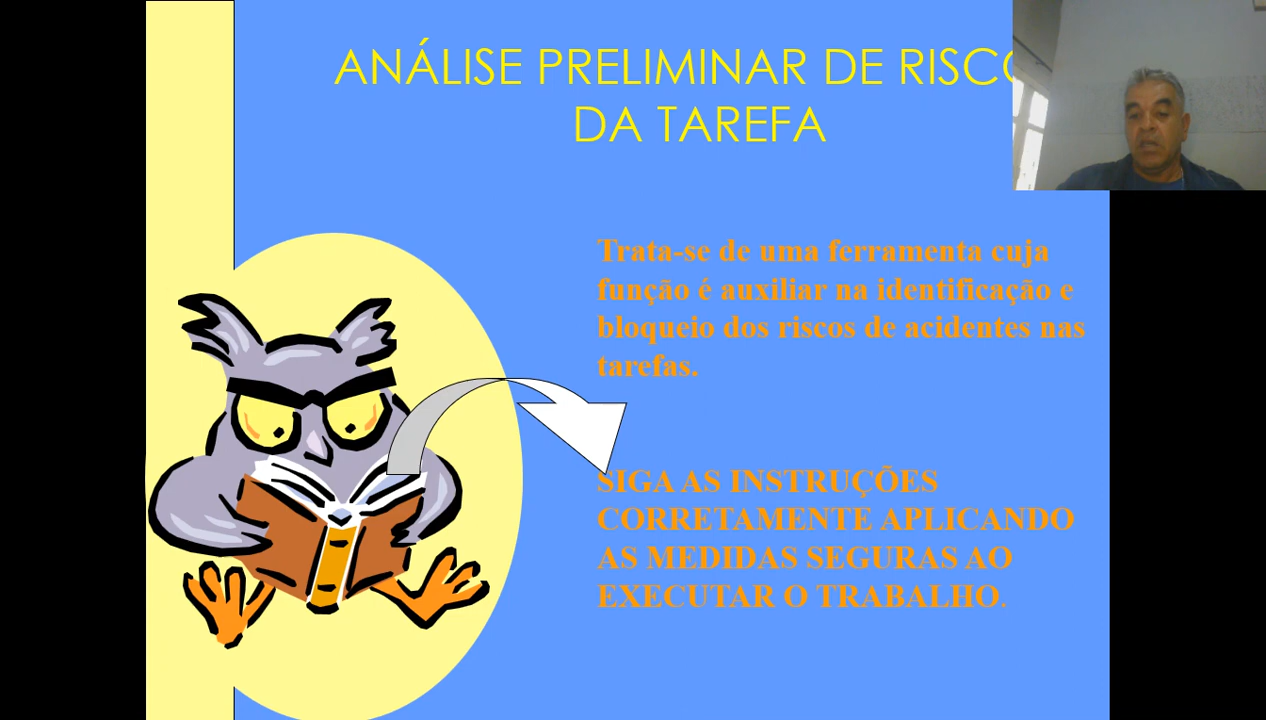 ANÁLISE PRELIMINAR DE RISCO
DA TAREFA
Trata-se de uma ferramenta cuja
função é auxiliar na identificação e
bloqueio dos riscos de acidentes nas
tarefas.
SIGA AS INSTRUÇÕES
CORRETAMENTE APLICANDO
AS MEDIDAS SEGURAS AO
EXECUTAR O TRABALHO.